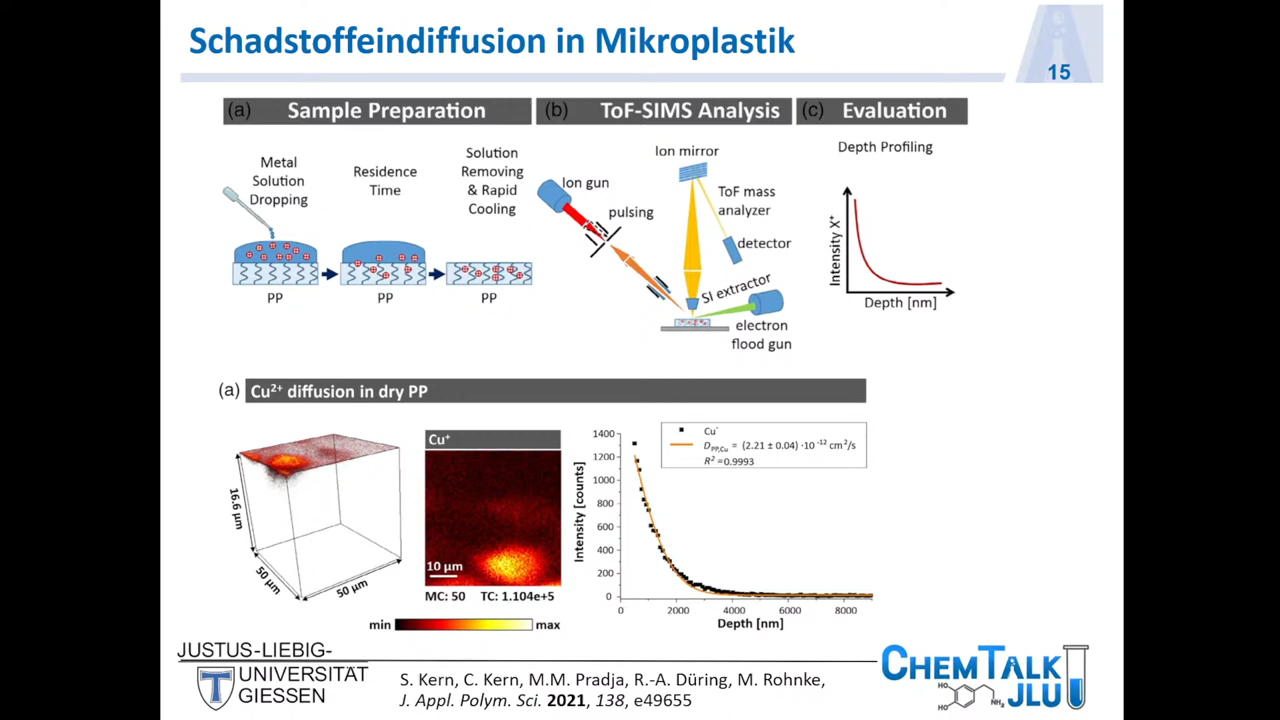 Schadstoffeindiffusion in Mikroplastik
15
(a) Sample Preparation
(b) ToF-SIMS Analysis
(c) Evaluation
Metal
Solution
Dropping
Residence
Time
Solution
Removing
& Rapid
Cooling
PP
PP
PP
Ion gun
pulsing
Ion mirror
ToF mass
analyzer
detector
SI extractor
electron
flood gun
Depth Profiling
Intensity X⁺
Depth [nm]
(a) Cu²⁺ diffusion in dry PP
16.6 µm
50 µm
50 µm
Cu⁺
10 µm
MC: 50 TC: 1.104e+5
min max
Intensity [counts]
1400
1200
1000
800
600
400
200
0
0 2000 4000 6000 8000
Depth [nm]
Cu⁻
D PP,Cu = (2.21 ± 0.04) ·10 ⁻¹² cm²/s
R² =0.9993
JUSTUS-LIEBIG-
UNIVERSITÄT
GIESSEN
S. Kern, C. Kern, M.M. Pradja, R.-A. Düring, M. Rohnke,
J. Appl. Polym. Sci. 2021, 138, e49655
CHEMTALK
JLU
HO
HO
NH₂